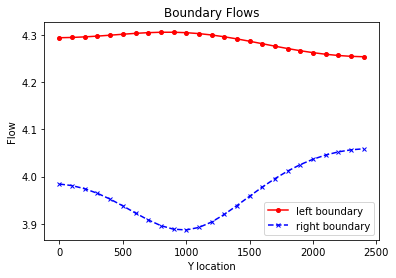 Boundary Flows
Flow
4.3
4.2
4.1
4.0
3.9
0
500
1000
1500
2000
2500
Y location
left boundary
right boundary